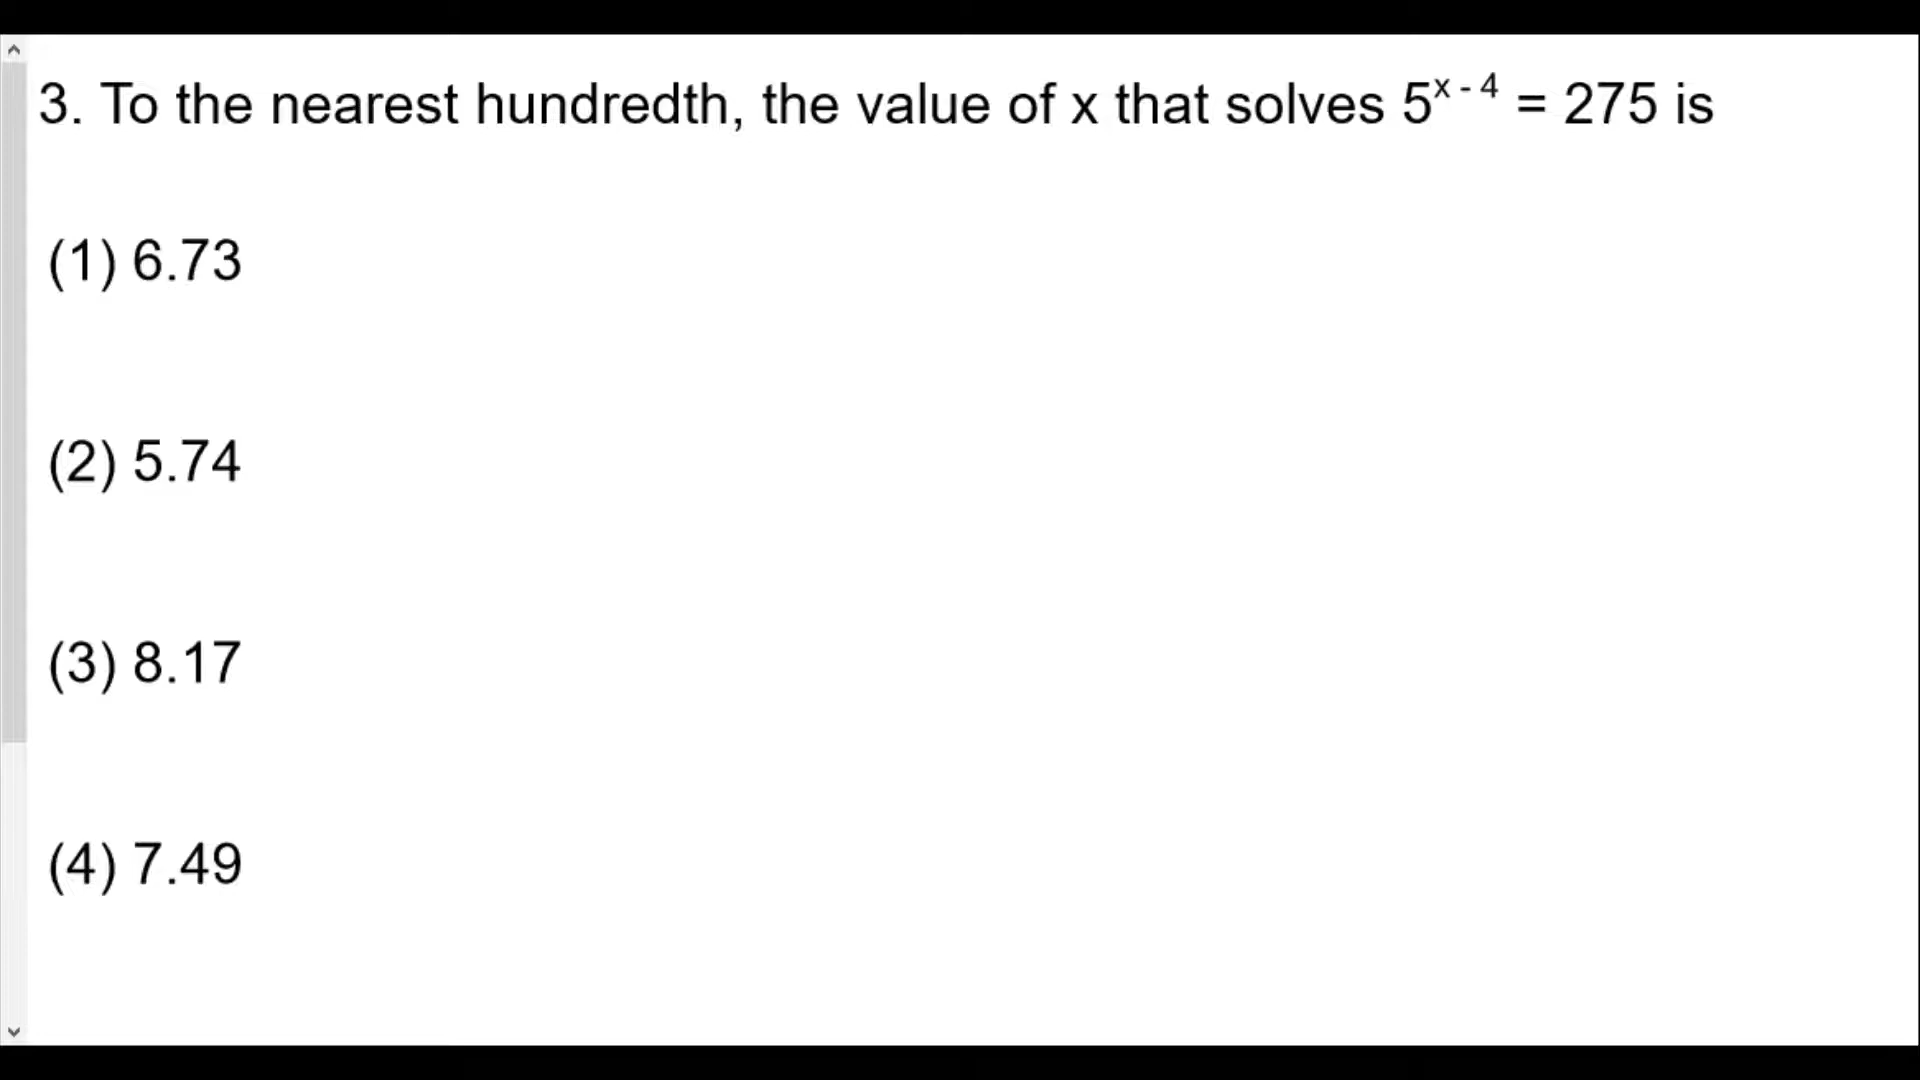 3. To the nearest hundredth, the value of x that solves 5ˣ ⁻ ⁴ = 275 is
(1) 6.73
(2) 5.74
(3) 8.17
(4) 7.49